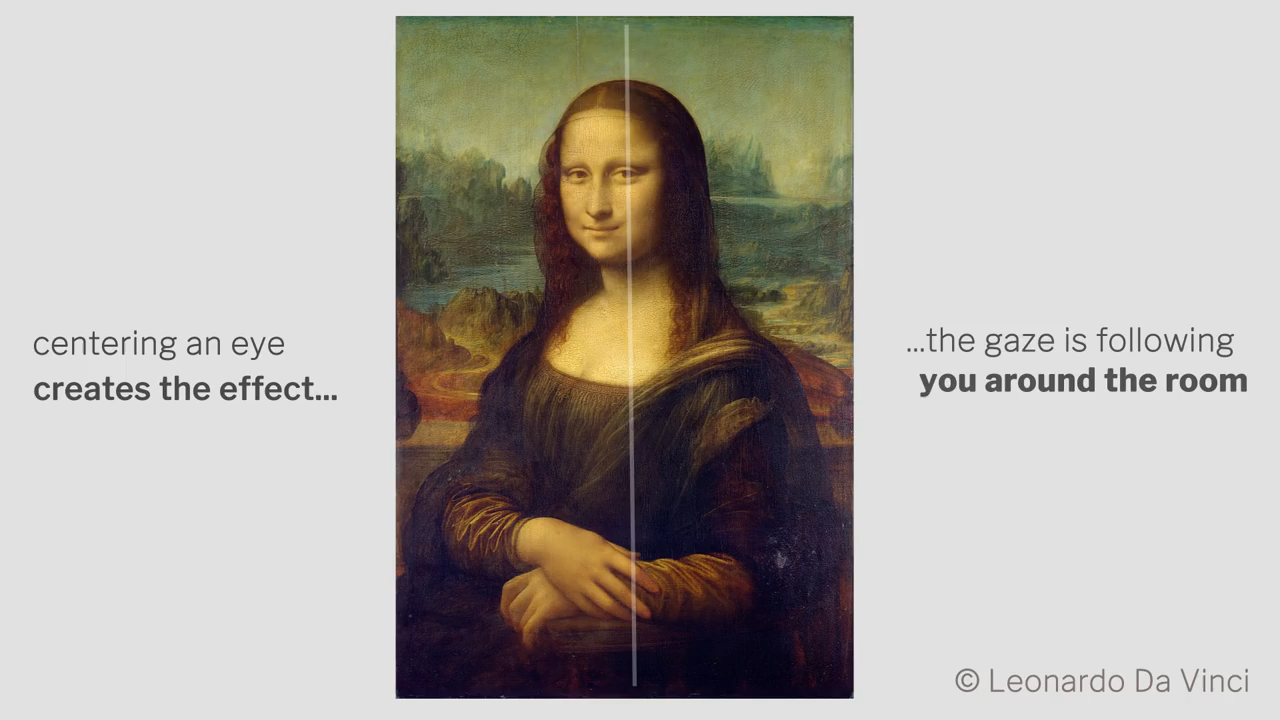 centering an eye
creates the effect...
...the gaze is following
you around the room
© Leonardo Da Vinci